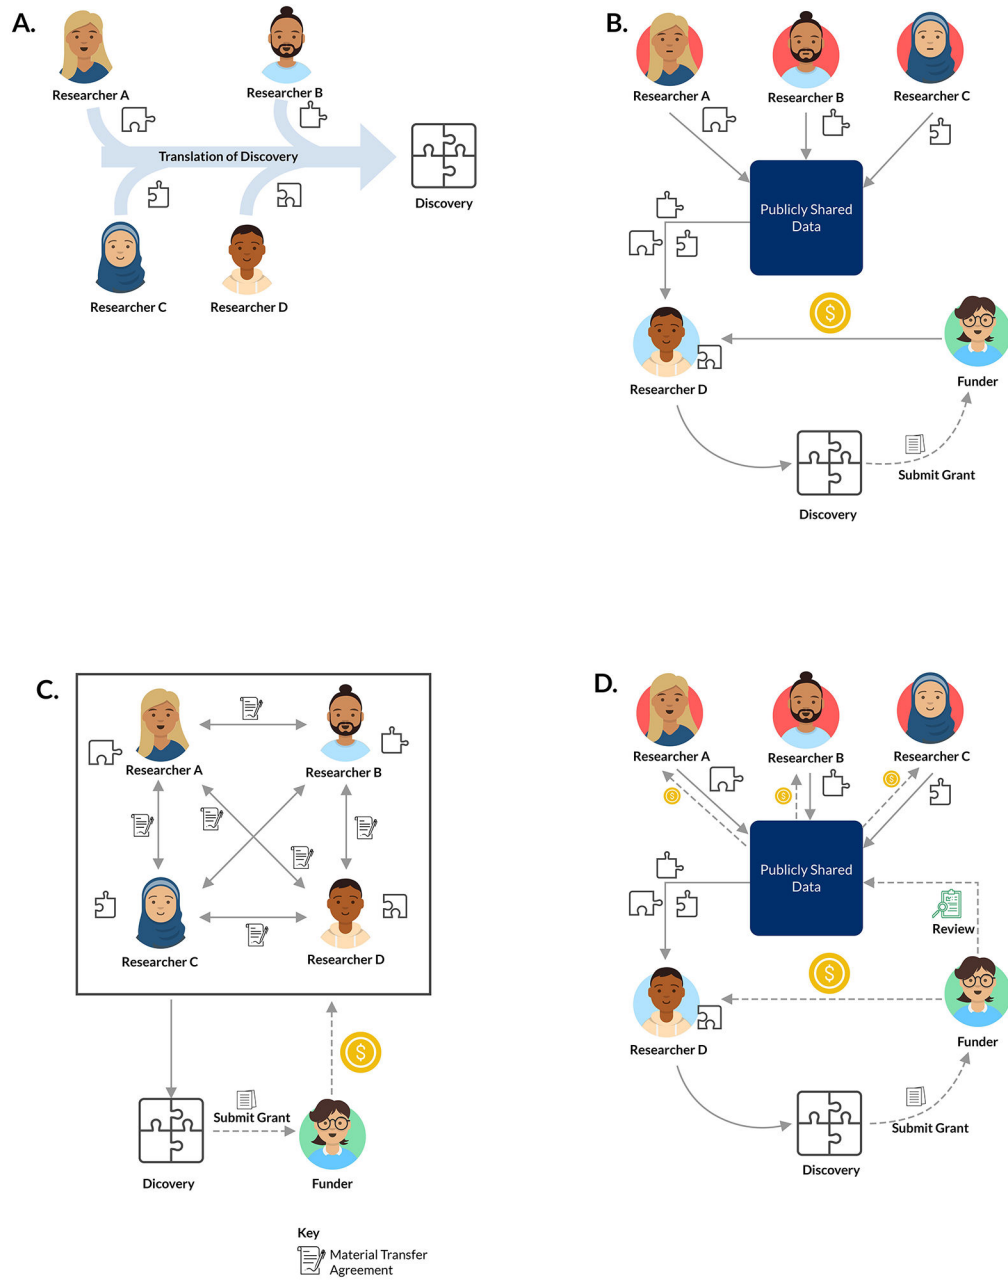 A.
Researcher A
Researcher B
Translation of Discovery
Discovery
Researcher C
Researcher D
B.
Researcher A
Researcher B
Researcher C
Publicly Shared
Data
$
Researcher D
Funder
Submit Grant
Discovery
C.
Researcher A
Researcher B
Researcher C
Researcher D
$
Submit Grant
Dicovery
Funder
Key
Material Transfer
Agreement
D.
Researcher A
Researcher B
Researcher C
$
$
$
Publicly Shared
Data
Review
$
Researcher D
Funder
Submit Grant
Discovery